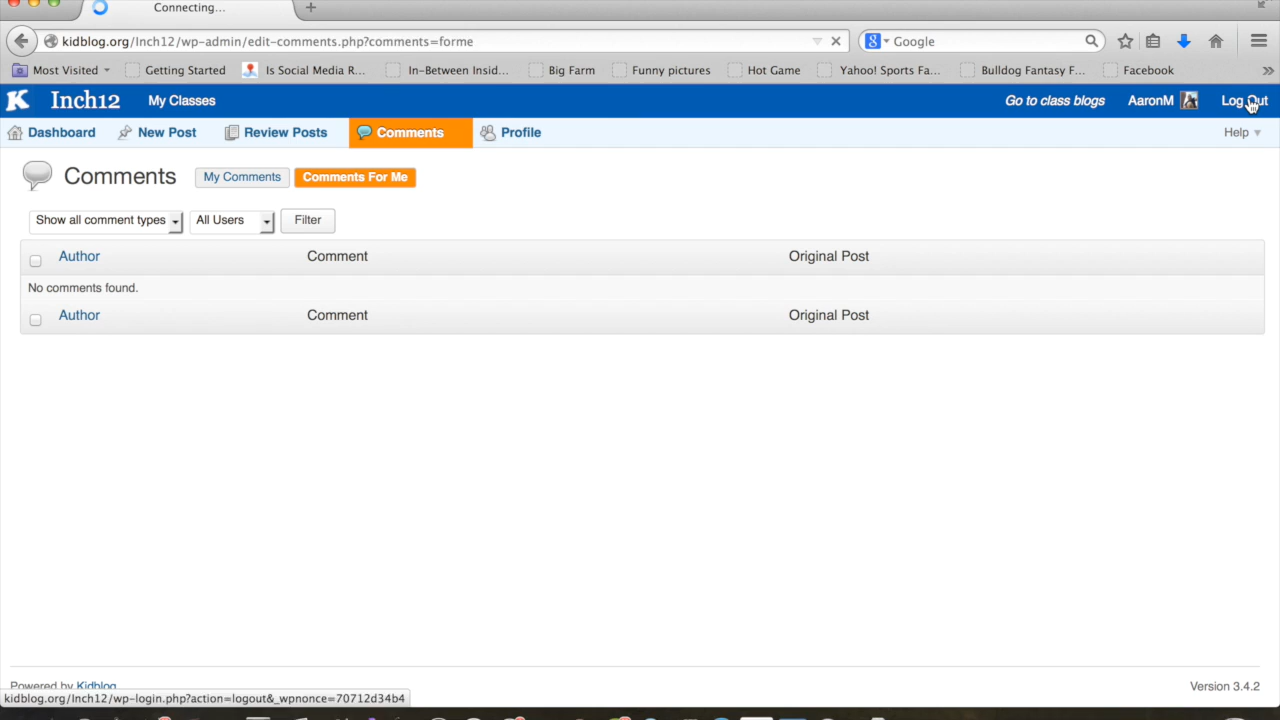 Connecting...
kidblog.org/Inch12/wp-admin/edit-comments.php?comments=forme
Google
Most Visited Getting Started Is Social Media R... In-Between Insid... Big Farm Funny pictures Hot Game Yahoo! Sports Fa... Bulldog Fantasy F... Facebook
K Inch12 My Classes Go to class blogs AaronM Log Out
Dashboard New Post Review Posts Comments Profile Help
Comments My Comments Comments For Me
Show all comment types All Users Filter
Author Comment Original Post
No comments found.
Author Comment Original Post
Powered by Kidblog Version 3.4.2
kidblog.org/Inch12/wp-login.php?action=logout&_wpnonce=70712d34b4